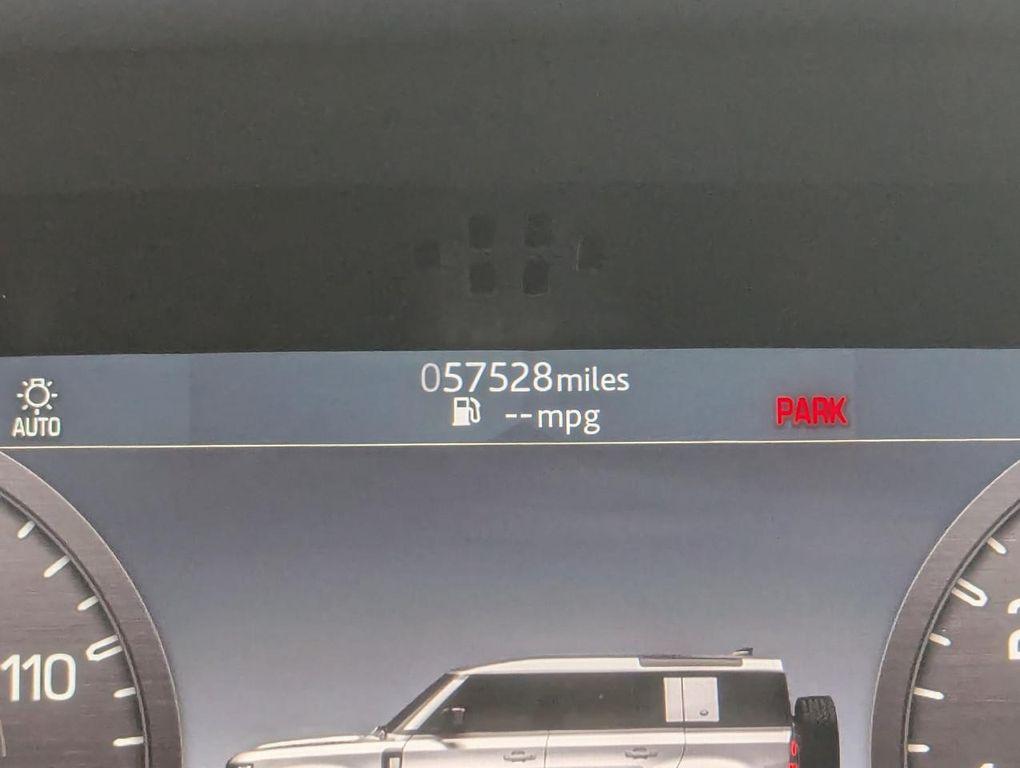 057528miles
--mpg
AUTO
PARK
110